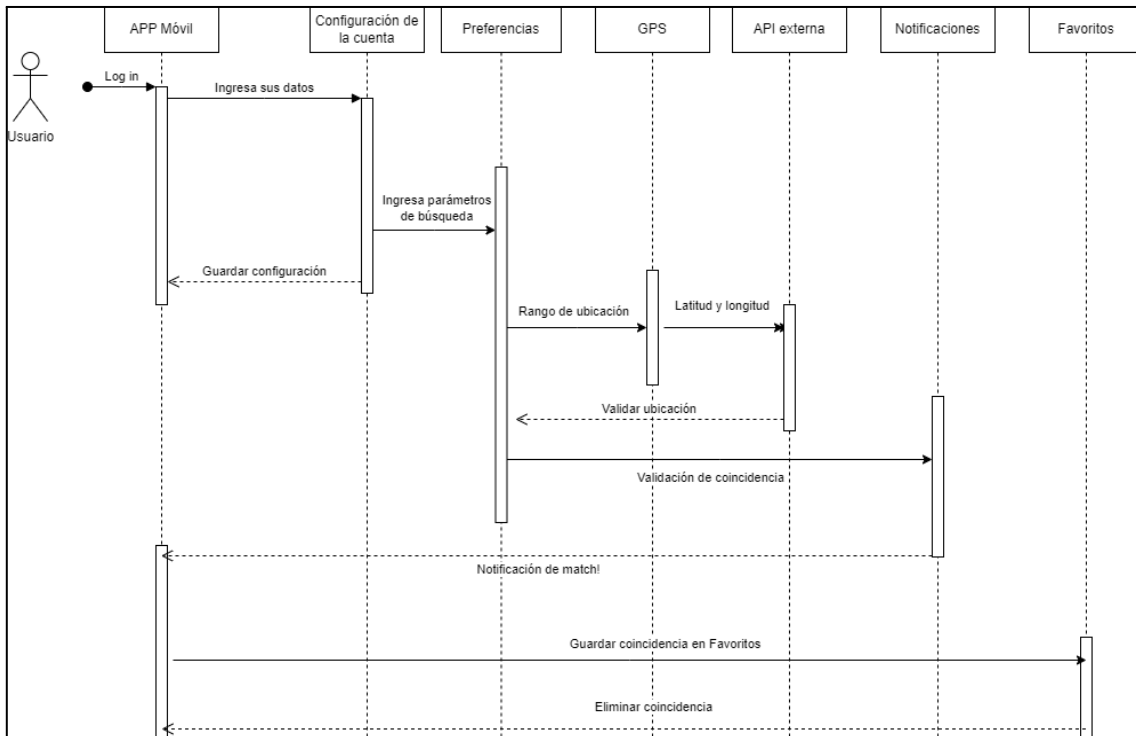 APP Móvil
Configuración de
la cuenta
Preferencias
GPS
API externa
Notificaciones
Favoritos
Usuario
Log in
Ingresa sus datos
Ingresa parámetros
de búsqueda
Guardar configuración
Rango de ubicación
Latitud y longitud
Validar ubicación
Validación de coincidencia
Notificación de match!
Guardar coincidencia en Favoritos
Eliminar coincidencia